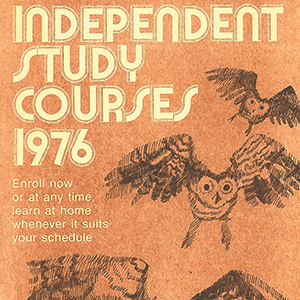 INDEPENDENT
STUDY
COURSES
1976
Enroll now
or at any time,
learn at home
whenever it suits
your schedule